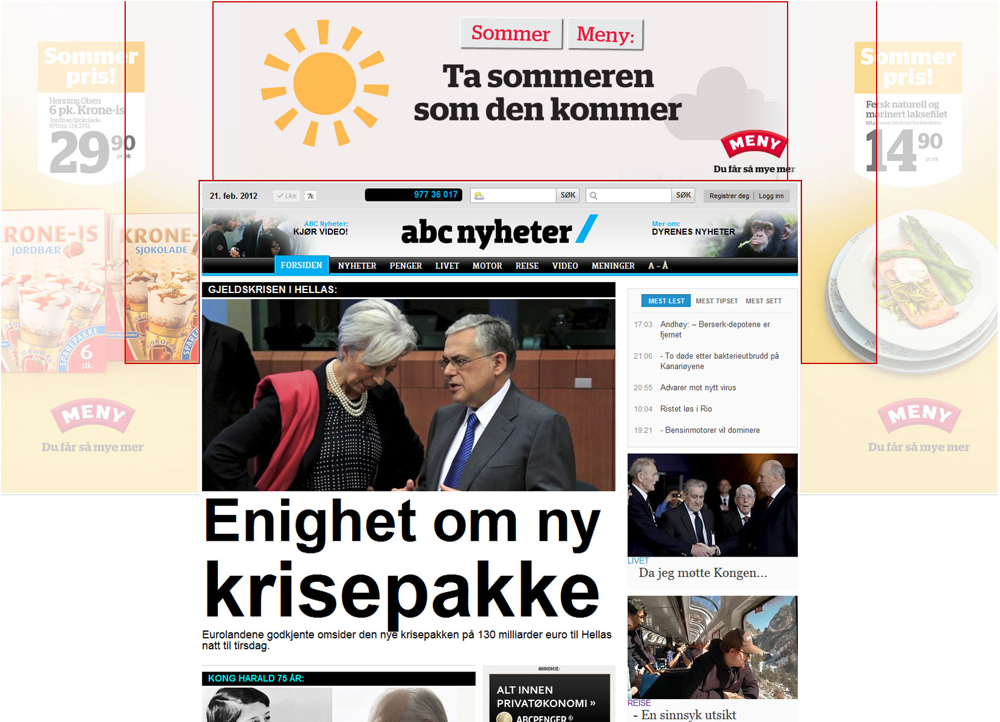 Sommer Meny:
Ta sommeren
som den kommer
MENY
Du får så mye mer
Sommer
pris!
Henning Olsen
6 pk. Krone-is
Jordbær/Sjokolade.
870ml. (34,37/l).
29 90
pr pk
KRONE-IS
JORDBÆR
KRONE-IS
SJOKOLADE
SPAREPAKKE
6
stk.
MENY
Du får så mye mer
Sommer
pris!
Fersk naturell og
marinert laksefilet
14 90
pr stk
MENY
Du får så mye mer
21. feb. 2012
Like
7k
977 36 017
SØK
SØK
Registrer deg | Logg inn
ABC Nyheter:
KJØR VIDEO!
abc nyheter/
Mer om:
DYRENES NYHETER
FORSIDEN NYHETER PENGER LIVET MOTOR REISE VIDEO MENINGER A – Å
GJELDSKRISEN I HELLAS:
Enighet om ny
krisepakke
Eurolandene godkjente omsider den nye krisepakken på 130 milliarder euro til Hellas
natt til tirsdag.
MEST LEST MEST TIPSET MEST SETT
17:03 Andhøy: – Berserk-depotene er
fjernet
21:06 - To døde etter bakterieutbrudd på
Kanariøyene
20:55 Advarer mot nytt virus
10:04 Ristet løs i Rio
19:21 - Bensinmotorer vil dominere
LIVET
Da jeg møtte Kongen...
REISE
- En sinnsyk utsikt
KONG HARALD 75 ÅR:
ANNONSE:
ALT INNEN
PRIVATØKONOMI »
ABCPENGER®